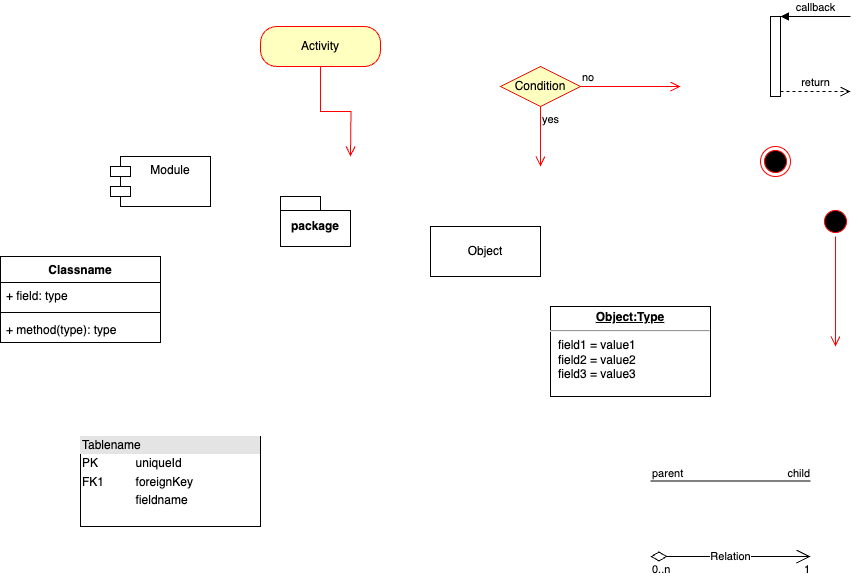 callback
Activity
no
Condition
return
yes
Module
package
Object
Classname
+ field: type
+ method(type): type
Object:Type
field1 = value1
field2 = value2
field3 = value3
Tablename
PK uniqueId
FK1 foreignKey
fieldname
parent child
Relation
0..n 1